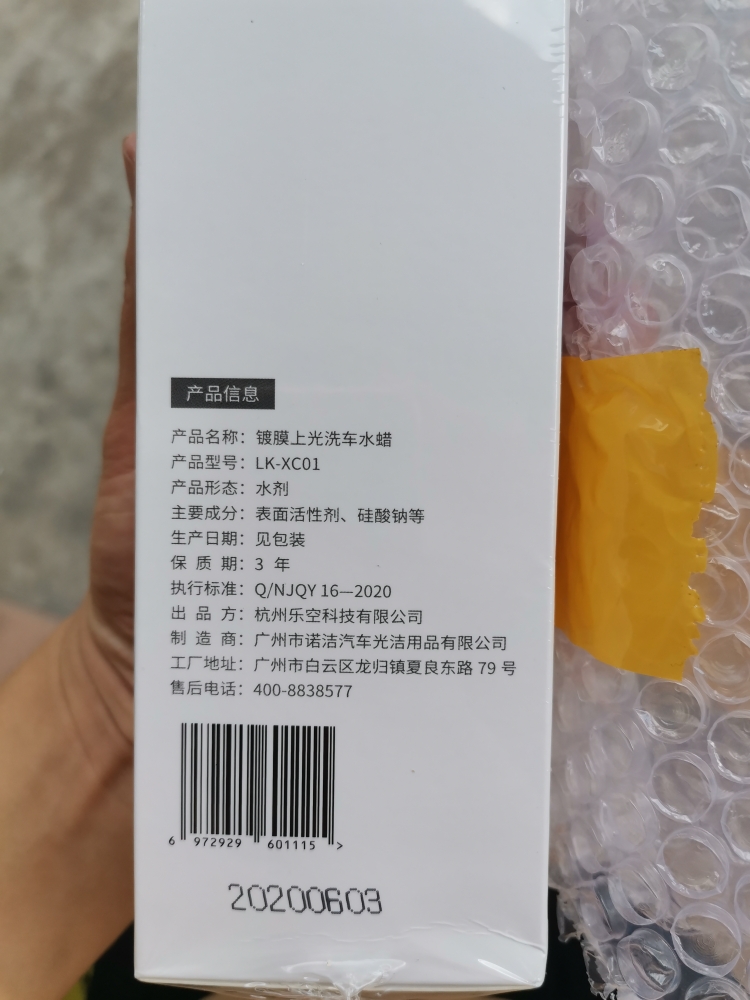 产品信息
产品名称：镀膜上光洗车水蜡
产品型号：LK-XC01
产品形态：水剂
主要成分：表面活性剂、硅酸钠等
生产日期：见包装
保 质 期：3 年
执行标准：Q/NJQY 16—2020
出 品 方：杭州乐空科技有限公司
制 造 商：广州市诺洁汽车光洁用品有限公司
工厂地址：广州市白云区龙归镇夏良东路 79 号
售后电话：400-8838577
6 972929 601115 >
20200603